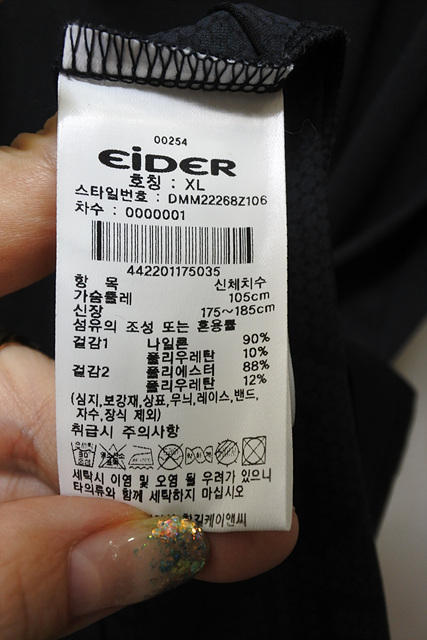 00254
EiDER
호칭 : XL
스타일번호 : DMM22268Z106
차수 : 0000001
442201175035
항 목 신체치수
가슴둘레 105cm
신장 175~185cm
섬유의 조성 또는 혼용률
겉감1 나일론 90%
폴리우레탄 10%
겉감2 폴리에스터 88%
폴리우레탄 12%
(심지,보강재,상표,무늬,레이스,밴드,
자수,장식 제외)
취급시 주의사항
세탁시 이염 및 오염 될 우려가 있으니
타의류와 함께 세탁하지 마십시오